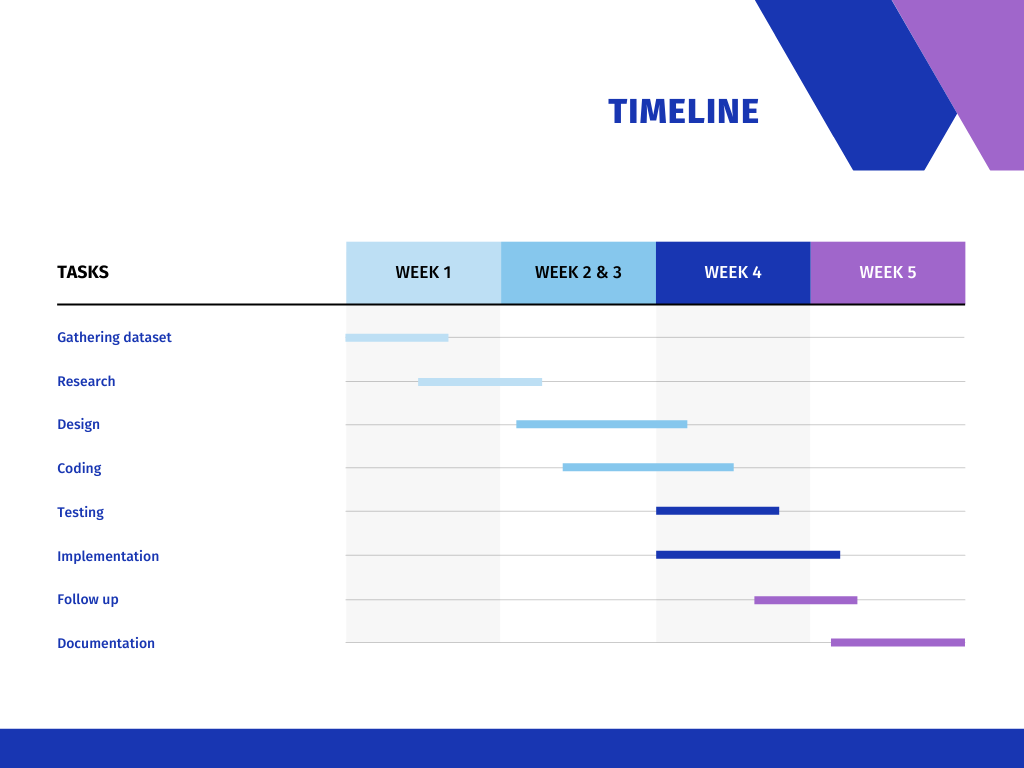 TIMELINE
TASKS WEEK 1 WEEK 2 & 3 WEEK 4 WEEK 5
Gathering dataset
Research
Design
Coding
Testing
Implementation
Follow up
Documentation